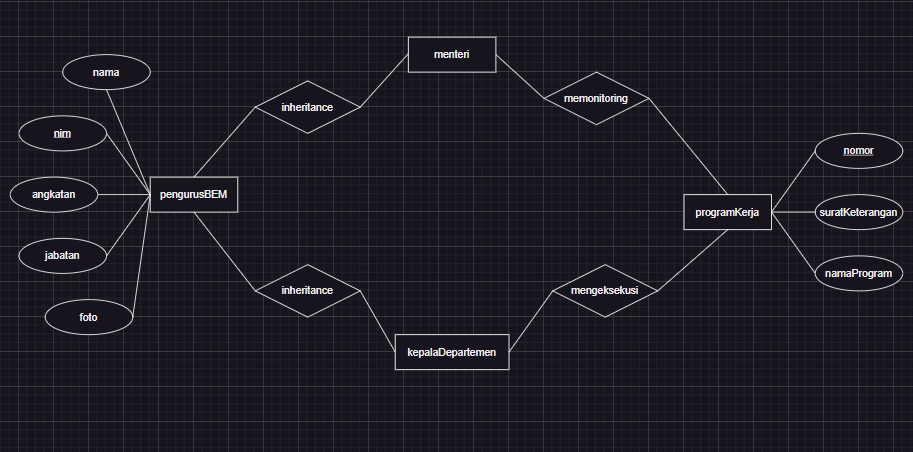 menteri
nama
memonitoring
inheritance
nim
nomor
angkatan
pengurusBEM
programKerja
suratKeterangan
jabatan
namaProgram
inheritance
mengeksekusi
foto
kepalaDepartemen